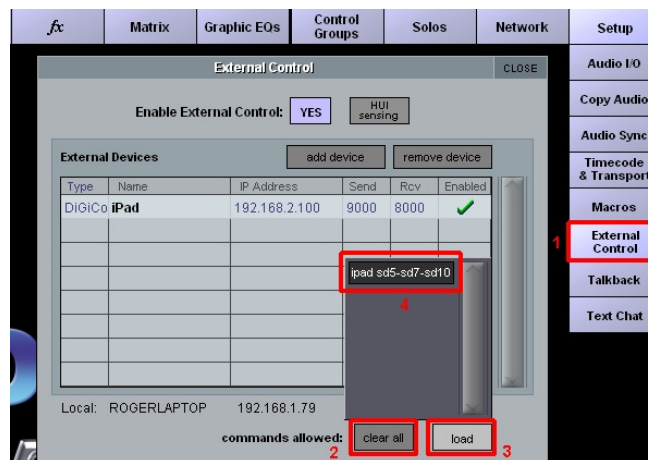 fx Matrix Graphic EQs Control Groups Solos Network Setup
External Control CLOSE
Enable External Control: YES HUI sensing
External Devices add device remove device
Type Name IP Address Send Rcv Enabled
DiGiCo iPad 192.168.2.100 9000 8000
ipad sd5-sd7-sd10
4
Local: ROGERLAPTOP 192.168.1.79
commands allowed: clear all load
2 3
Audio I/O
Copy Audio
Audio Sync
Timecode & Transport
Macros
1 External Control
Talkback
Text Chat